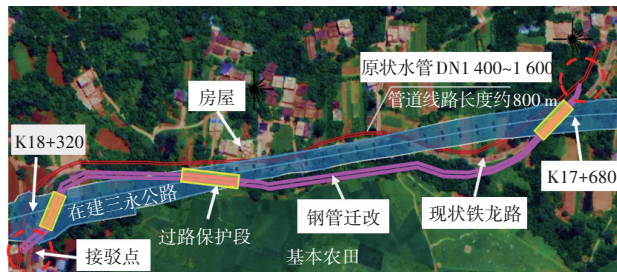 原状水管DN1 400~1 600
管道线路长度约800 m
房屋
K18+320
K17+680
在建三永公路
过路保护段
钢管迁改
现状铁龙路
接驳点
基本农田